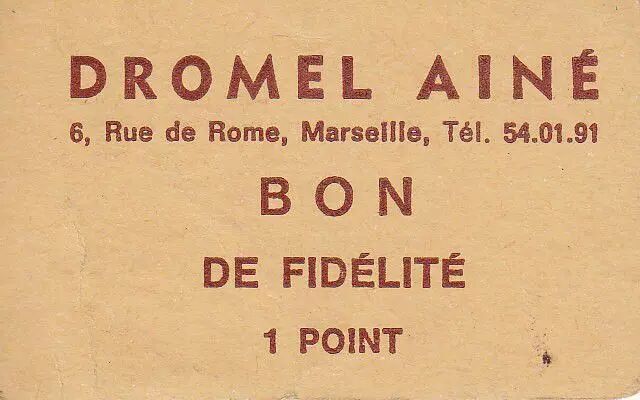 DROMEL AINÉ
6, Rue de Rome, Marseille, Tél. 54.01.91
BON
DE FIDÉLITÉ
1 POINT